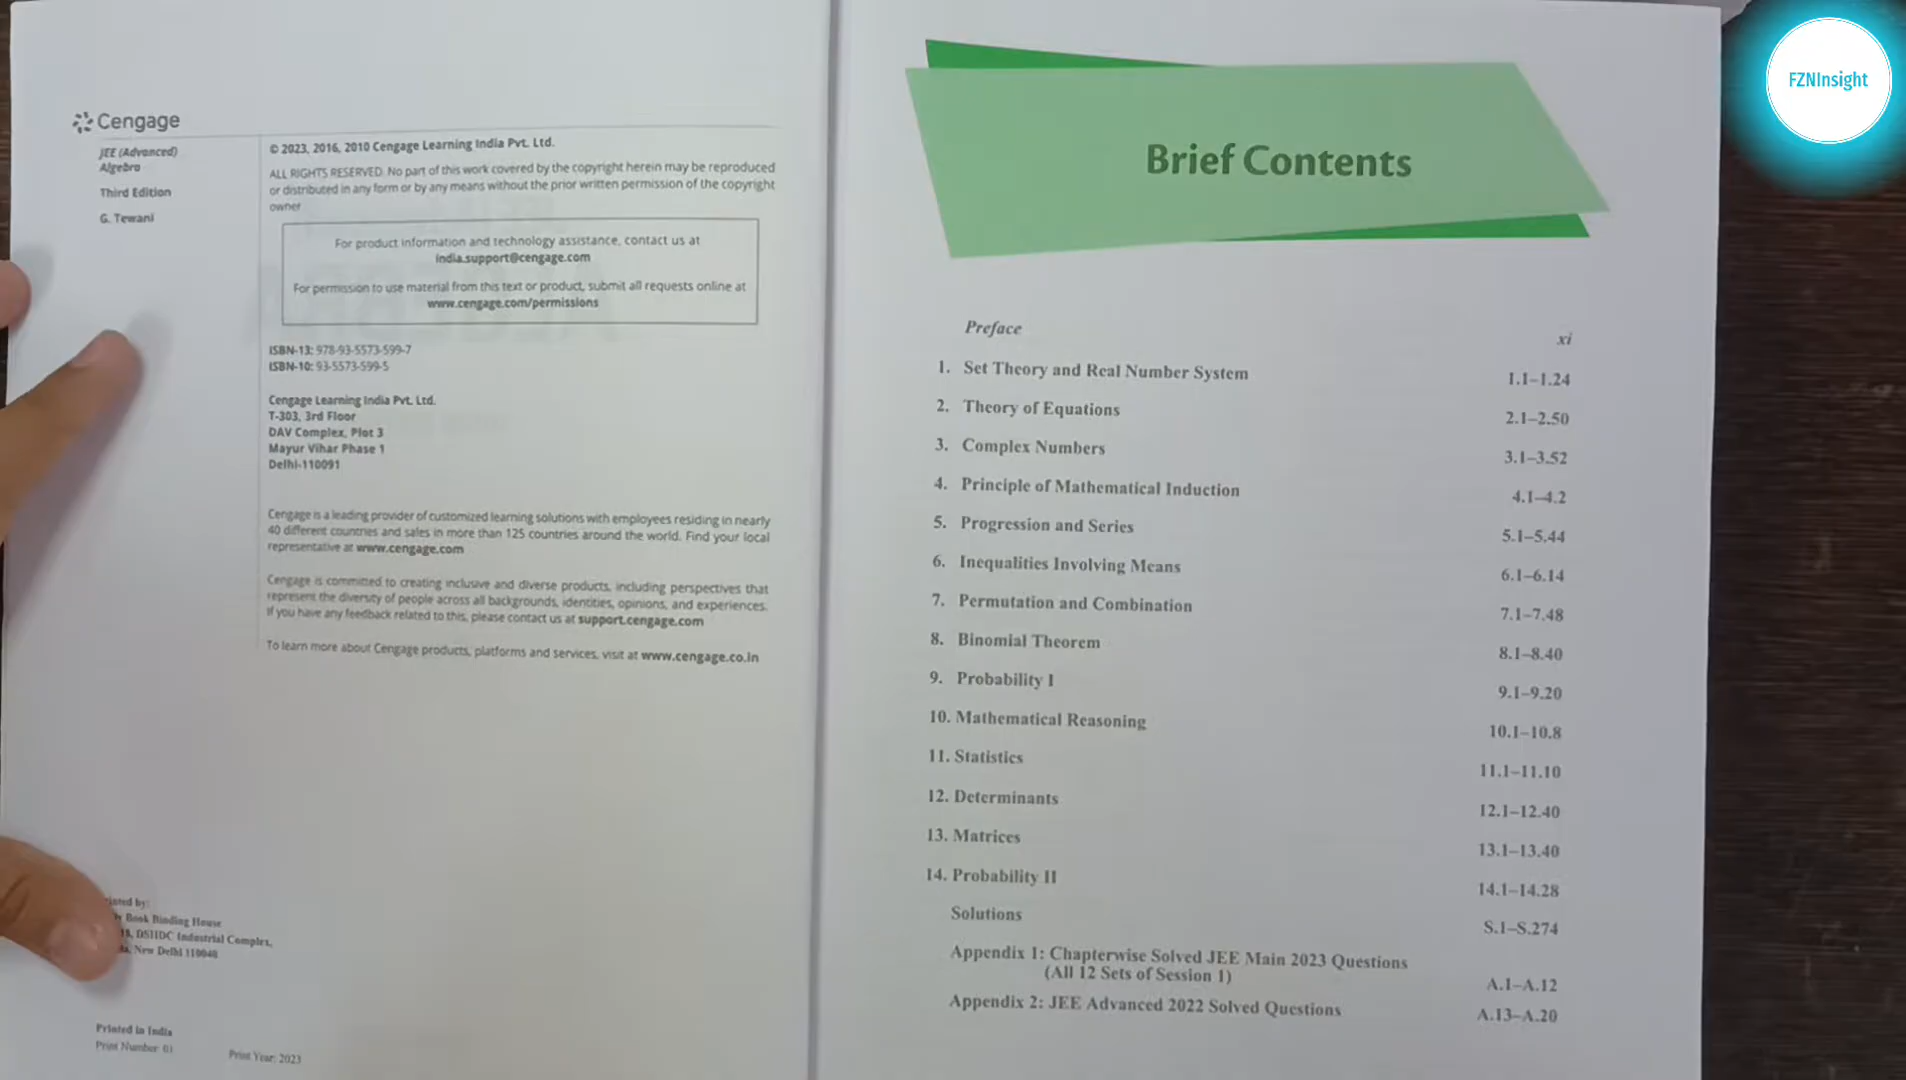 FZNInsight
Cengage
JEE (Advanced)
Algebra
Third Edition
G. Tewani
© 2023, 2016, 2010 Cengage Learning India Pvt. Ltd.
ALL RIGHTS RESERVED. No part of this work covered by the copyright herein may be reproduced
or distributed in any form or by any means without the prior written permission of the copyright
owner
For product information and technology assistance, contact us at
india.support@cengage.com
For permission to use material from this text or product, submit all requests online at
www.cengage.com/permissions
ISBN-13: 978-93-5573-599-7
ISBN-10: 93-5573-599-5
Cengage Learning India Pvt. Ltd.
T-303, 3rd Floor
DAV Complex, Plot 3
Mayur Vihar Phase 1
Delhi-110091
Cengage is a leading provider of customized learning solutions with employees residing in nearly
40 different countries and sales in more than 125 countries around the world. Find your local
representative at www.cengage.com
Cengage is committed to creating inclusive and diverse products, including perspectives that
represent the diversity of people across all backgrounds, identities, opinions, and experiences.
If you have any feedback related to this, please contact us at support.cengage.com
To learn more about Cengage products, platforms and services, visit at www.cengage.co.in
by:
Book Binding House
DSIIDC Industrial Complex,
New Delhi 110040
Printed in India
Print Number: 01 Print Year: 2023
Brief Contents
Preface xi
1. Set Theory and Real Number System 1.1–1.24
2. Theory of Equations 2.1–2.50
3. Complex Numbers 3.1–3.52
4. Principle of Mathematical Induction 4.1–4.2
5. Progression and Series 5.1–5.44
6. Inequalities Involving Means 6.1–6.14
7. Permutation and Combination 7.1–7.48
8. Binomial Theorem 8.1–8.40
9. Probability I 9.1–9.20
10. Mathematical Reasoning 10.1–10.8
11. Statistics 11.1–11.10
12. Determinants 12.1–12.40
13. Matrices 13.1–13.40
14. Probability II 14.1–14.28
Solutions S.1–S.274
Appendix 1: Chapterwise Solved JEE Main 2023 Questions
(All 12 Sets of Session 1) A.1–A.12
Appendix 2: JEE Advanced 2022 Solved Questions A.13–A.20